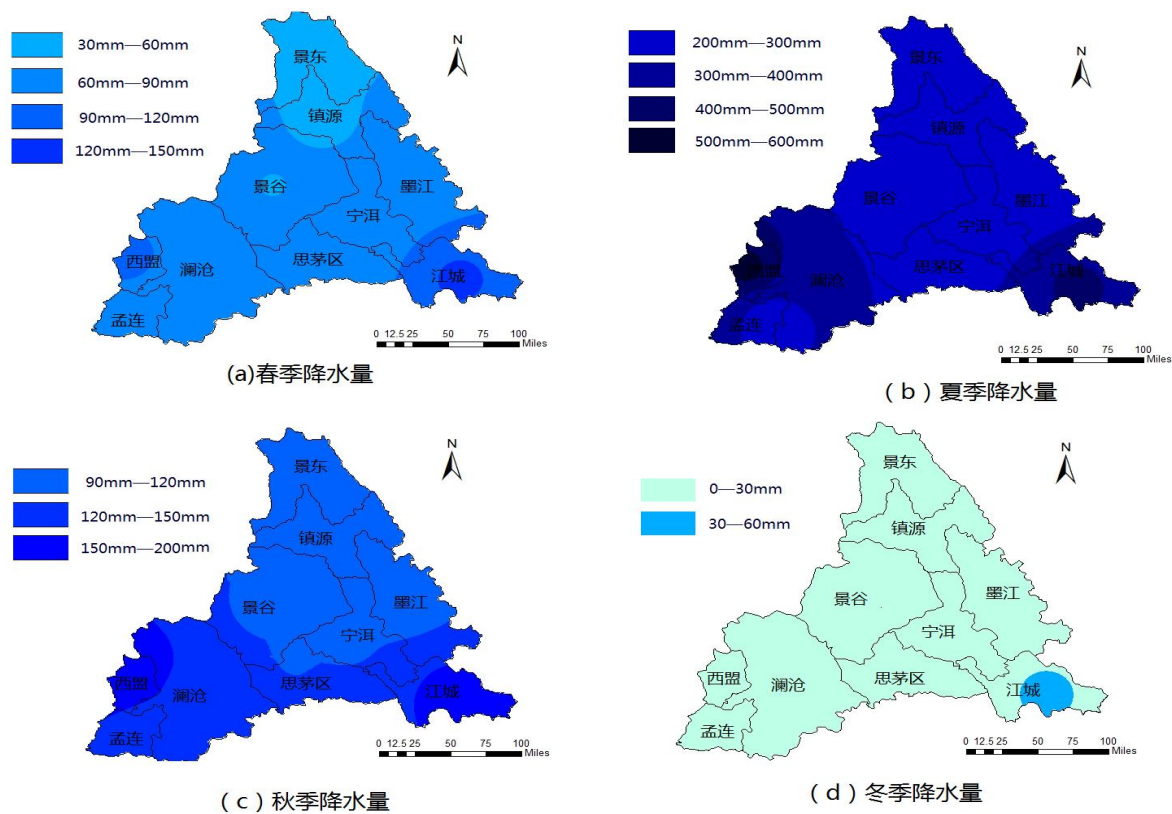 30mm—60mm
60mm—90mm
90mm—120mm
120mm—150mm
N
景东
镇源
景谷
墨江
宁洱
西盟
澜沧
思茅区
江城
孟连
0 12.5 25 50 75 100
Miles
(a)春季降水量
200mm—300mm
300mm—400mm
400mm—500mm
500mm—600mm
N
景东
镇源
景谷
墨江
宁洱
西盟
澜沧
思茅区
江城
孟连
0 12.5 25 50 75 100
Miles
（b）夏季降水量
90mm—120mm
120mm—150mm
150mm—200mm
N
景东
镇源
景谷
墨江
宁洱
西盟
澜沧
思茅区
江城
孟连
0 12.5 25 50 75 100
Miles
（c）秋季降水量
0—30mm
30—60mm
N
景东
镇源
景谷
墨江
宁洱
西盟
澜沧
思茅区
江城
孟连
0 12.5 25 50 75 100
Miles
（d）冬季降水量